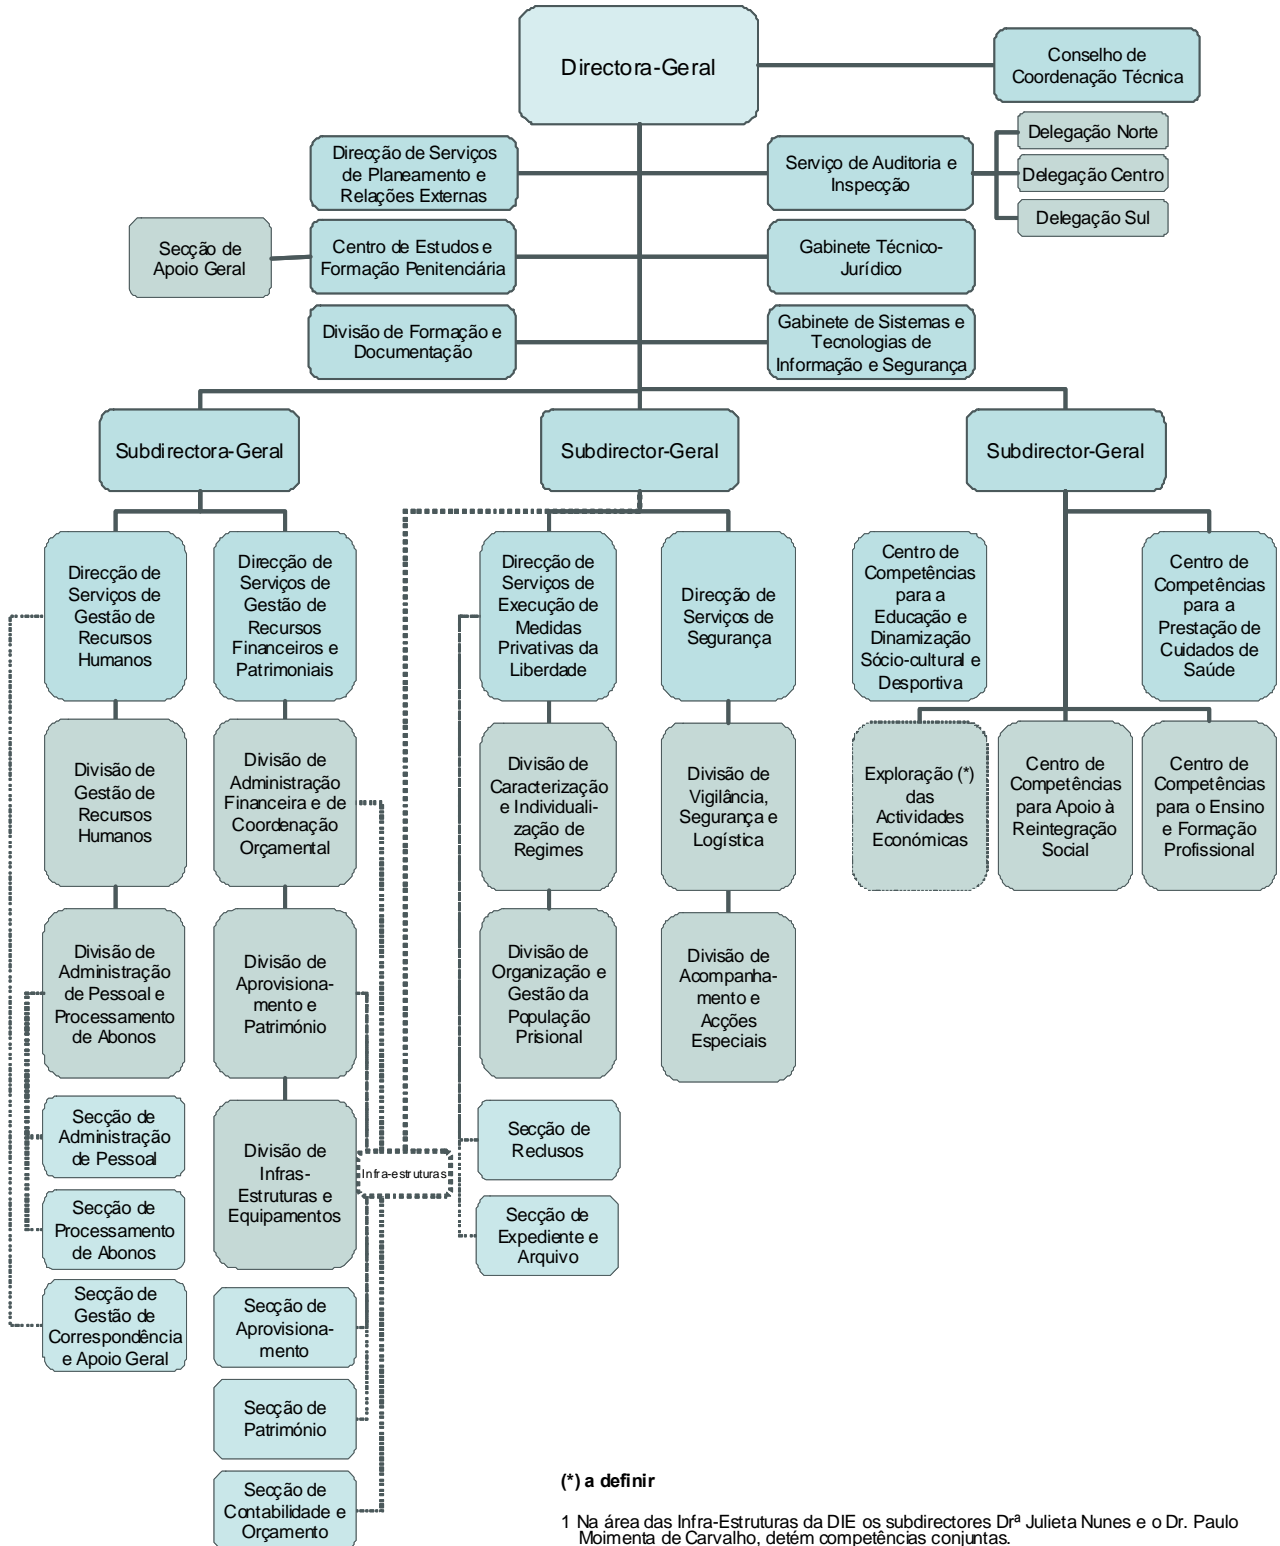 Directora-Geral
Conselho de
Coordenação Técnica
Direcção de Serviços
de Planeamento e
Relações Externas
Serviço de Auditoria e
Inspecção
Delegação Norte
Delegação Centro
Delegação Sul
Secção de
Apoio Geral
Centro de Estudos e
Formação Penitenciária
Gabinete Técnico-
Jurídico
Divisão de Formação e
Documentação
Gabinete de Sistemas e
Tecnologias de
Informação e Segurança
Subdirectora-Geral
Subdirector-Geral
Subdirector-Geral
Direcção de
Serviços de
Gestão de
Recursos
Humanos
Direcção de
Serviços de
Gestão de
Recursos
Financeiros e
Patrimoniais
Direcção de
Serviços de
Execução de
Medidas
Privativas da
Liberdade
Direcção de
Serviços de
Segurança
Centro de
Competências
para a
Educação e
Dinamização
Sócio-cultural e
Desportiva
Centro de
Competências
para a
Prestação de
Cuidados de
Saúde
Divisão de
Gestão de
Recursos
Humanos
Divisão de
Administração
Financeira e de
Coordenação
Orçamental
Divisão de
Caracterização
e Individuali-
zação de
Regimes
Divisão de
Vigilância,
Segurança e
Logística
Exploração (*)
das
Actividades
Económicas
Centro de
Competências
para Apoio à
Reintegração
Social
Centro de
Competências
para o Ensino
e Formação
Profissional
Divisão de
Administração
de Pessoal e
Processamento
de Abonos
Divisão de
Aprovisiona-
mento e
Património
Divisão de
Organização e
Gestão da
População
Prisional
Divisão de
Acompanha-
mento e
Acções
Especiais
Secção de
Administração
de Pessoal
Divisão de
Infras-
Estruturas e
Equipamentos
Infra-estruturas
Secção de
Reclusos
Secção de
Processamento
de Abonos
Secção de
Expediente e
Arquivo
Secção de
Gestão de
Correspondência
e Apoio Geral
Secção de
Aprovisiona-
mento
Secção de
Património
Secção de
Contabilidade e
Orçamento
(*) a definir
1 Na área das Infra-Estruturas da DIE os subdirectores Drª Julieta Nunes e o Dr. Paulo
Moimenta de Carvalho, detém competências conjuntas.